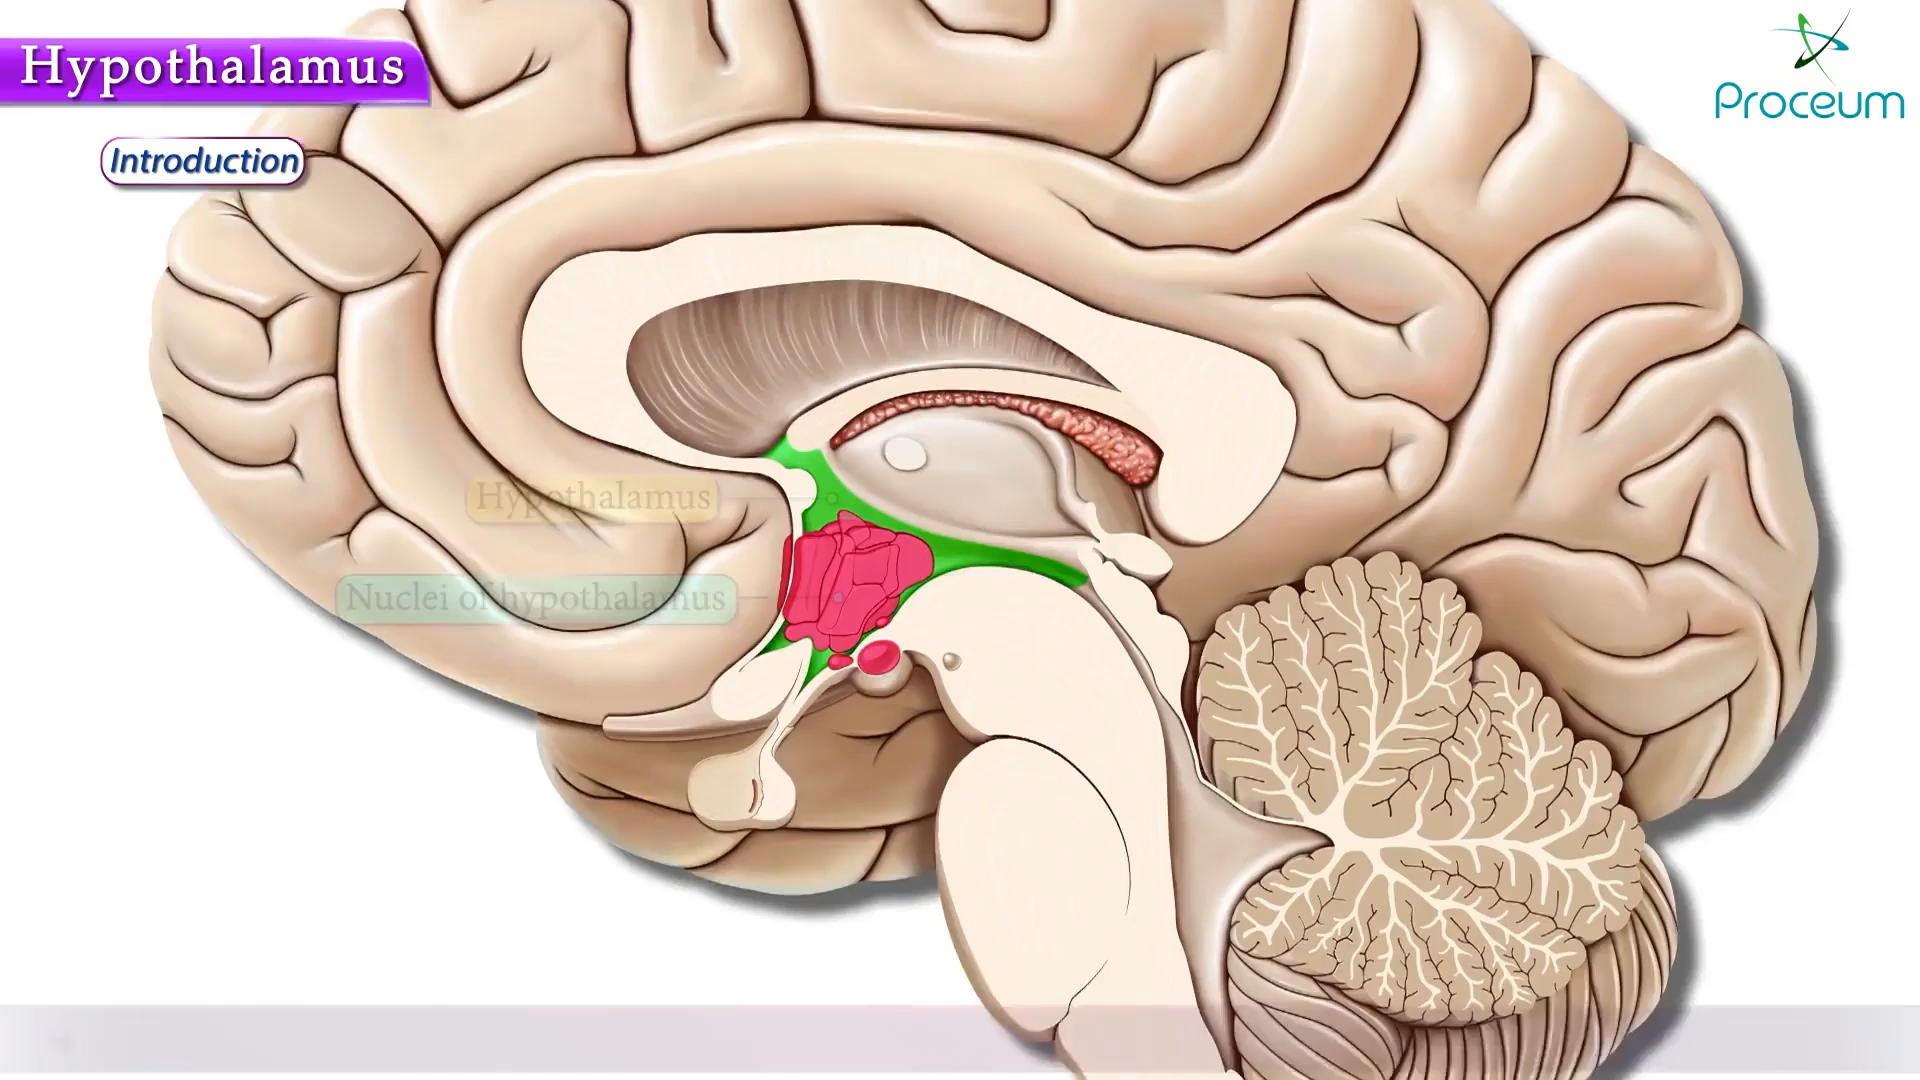 Hypothalamus
Proceum
Introduction
Hypothalamus
Nuclei of hypothalamus